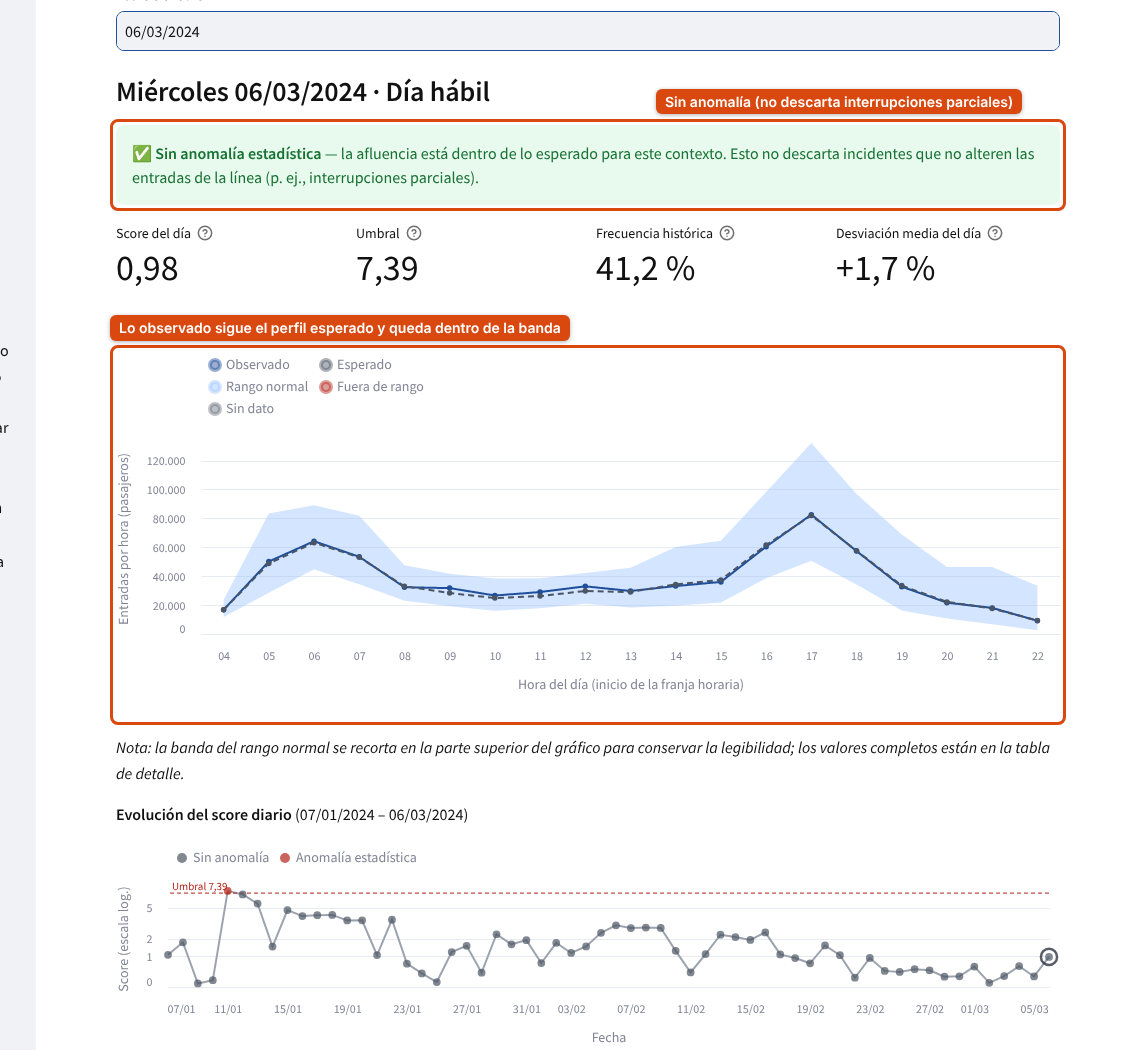 06/03/2024
Miércoles 06/03/2024 · Día hábil
Sin anomalía (no descarta interrupciones parciales)
✅ Sin anomalía estadística — la afluencia está dentro de lo esperado para este contexto. Esto no descarta incidentes que no alteren las
entradas de la línea (p. ej., interrupciones parciales).
Score del día
Umbral
Frecuencia histórica
Desviación media del día
0,98
7,39
41,2 %
+1,7 %
Lo observado sigue el perfil esperado y queda dentro de la banda
Observado
Esperado
Rango normal
Fuera de rango
Sin dato
Entradas por hora (pasajeros)
120.000
100.000
80.000
60.000
40.000
20.000
0
04 05 06 07 08 09 10 11 12 13 14 15 16 17 18 19 20 21 22
Hora del día (inicio de la franja horaria)
Nota: la banda del rango normal se recorta en la parte superior del gráfico para conservar la legibilidad; los valores completos están en la tabla
de detalle.
Evolución del score diario (07/01/2024 – 06/03/2024)
Sin anomalía
Anomalía estadística
Umbral 7,39
Score (escala log.)
5
2
1
0
07/01 11/01 15/01 19/01 23/01 27/01 31/01 03/02 07/02 11/02 15/02 19/02 23/02 27/02 01/03 05/03
Fecha